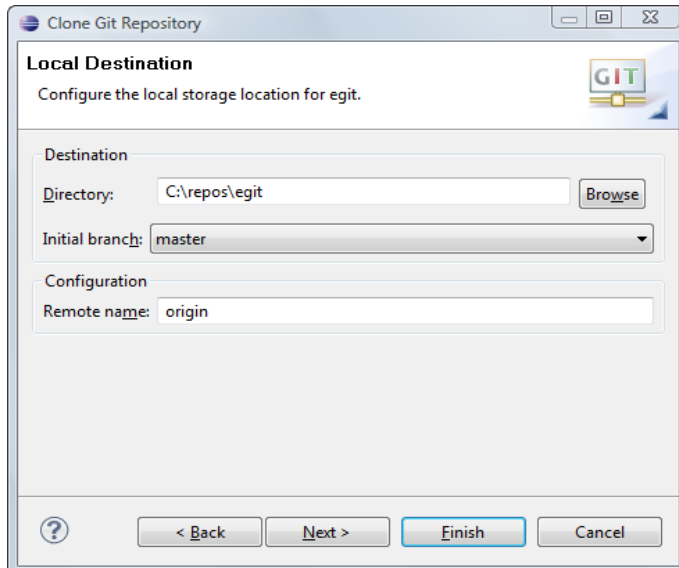 Clone Git Repository
Local Destination
Configure the local storage location for egit.
GIT
Destination
Directory: C:\repos\egit Browse
Initial branch: master
Configuration
Remote name: origin
? < Back Next > Finish Cancel